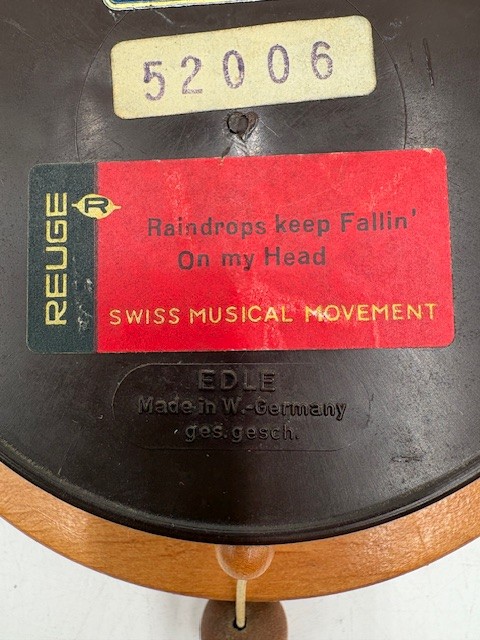 52006
REUGE
R
Raindrops keep Fallin'
On my Head
SWISS MUSICAL MOVEMENT
EDLE
Made in W.-Germany
ges. gesch.